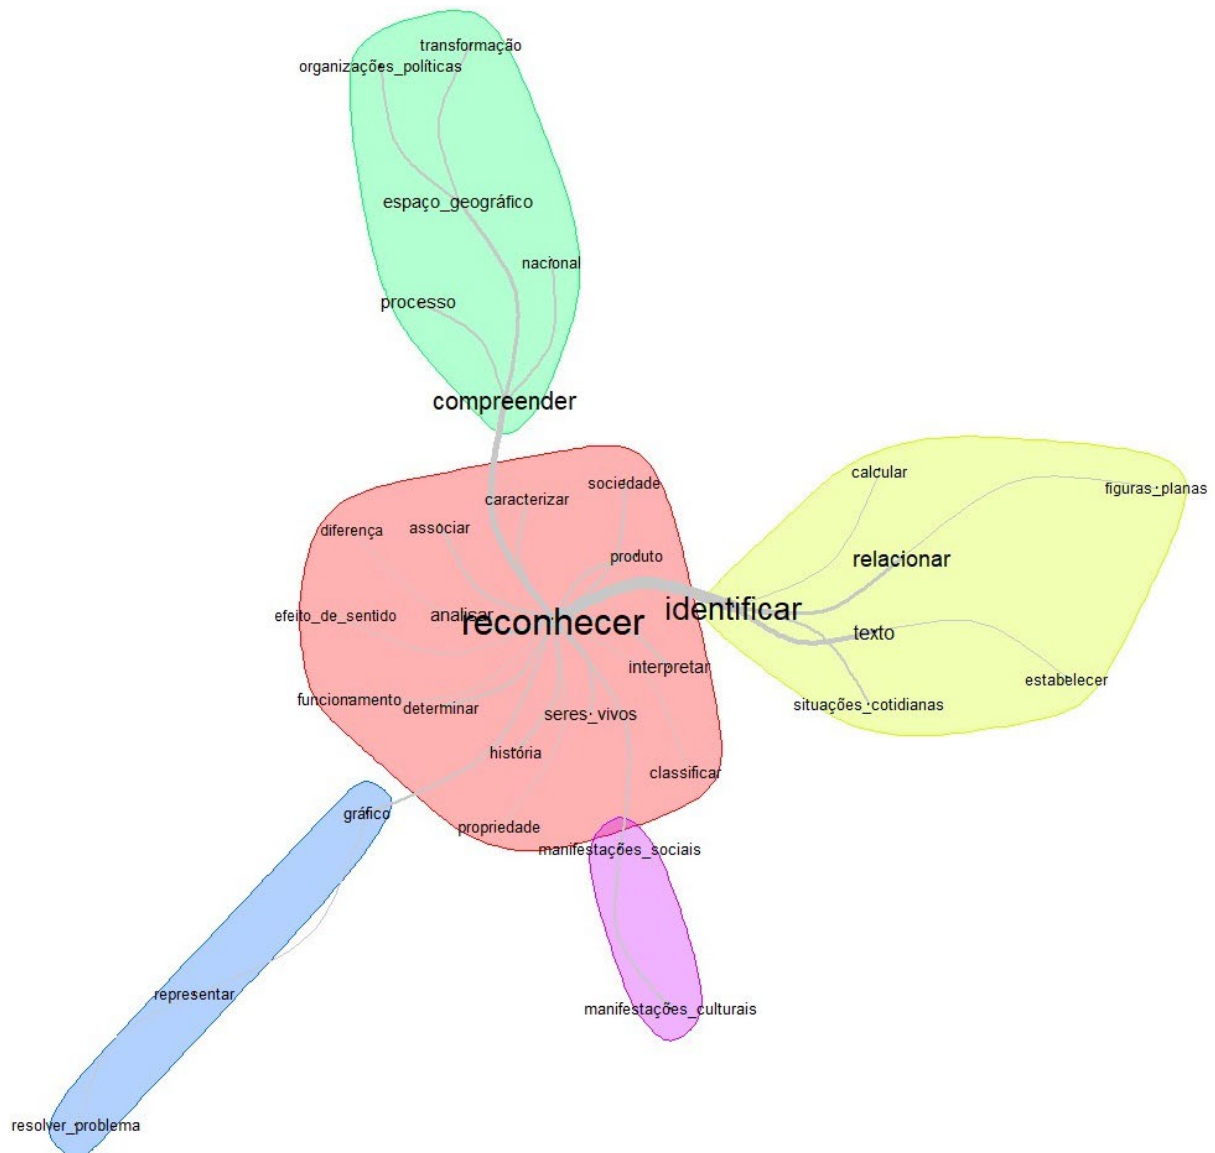 transformação
organizações_políticas
espaço_geográfico
nacional
processo
compreender
calcular
figuras_planas
sociedade
caracterizar
associar
diferença
produto
relacionar
identificar
efeito_de_sentido
analisar
reconhecer
texto
interpretar
estabelecer
funcionamento
determinar
seres_vivos
situações_cotidianas
história
classificar
gráfico
propriedade
manifestações_sociais
representar
manifestações_culturais
resolver_problema